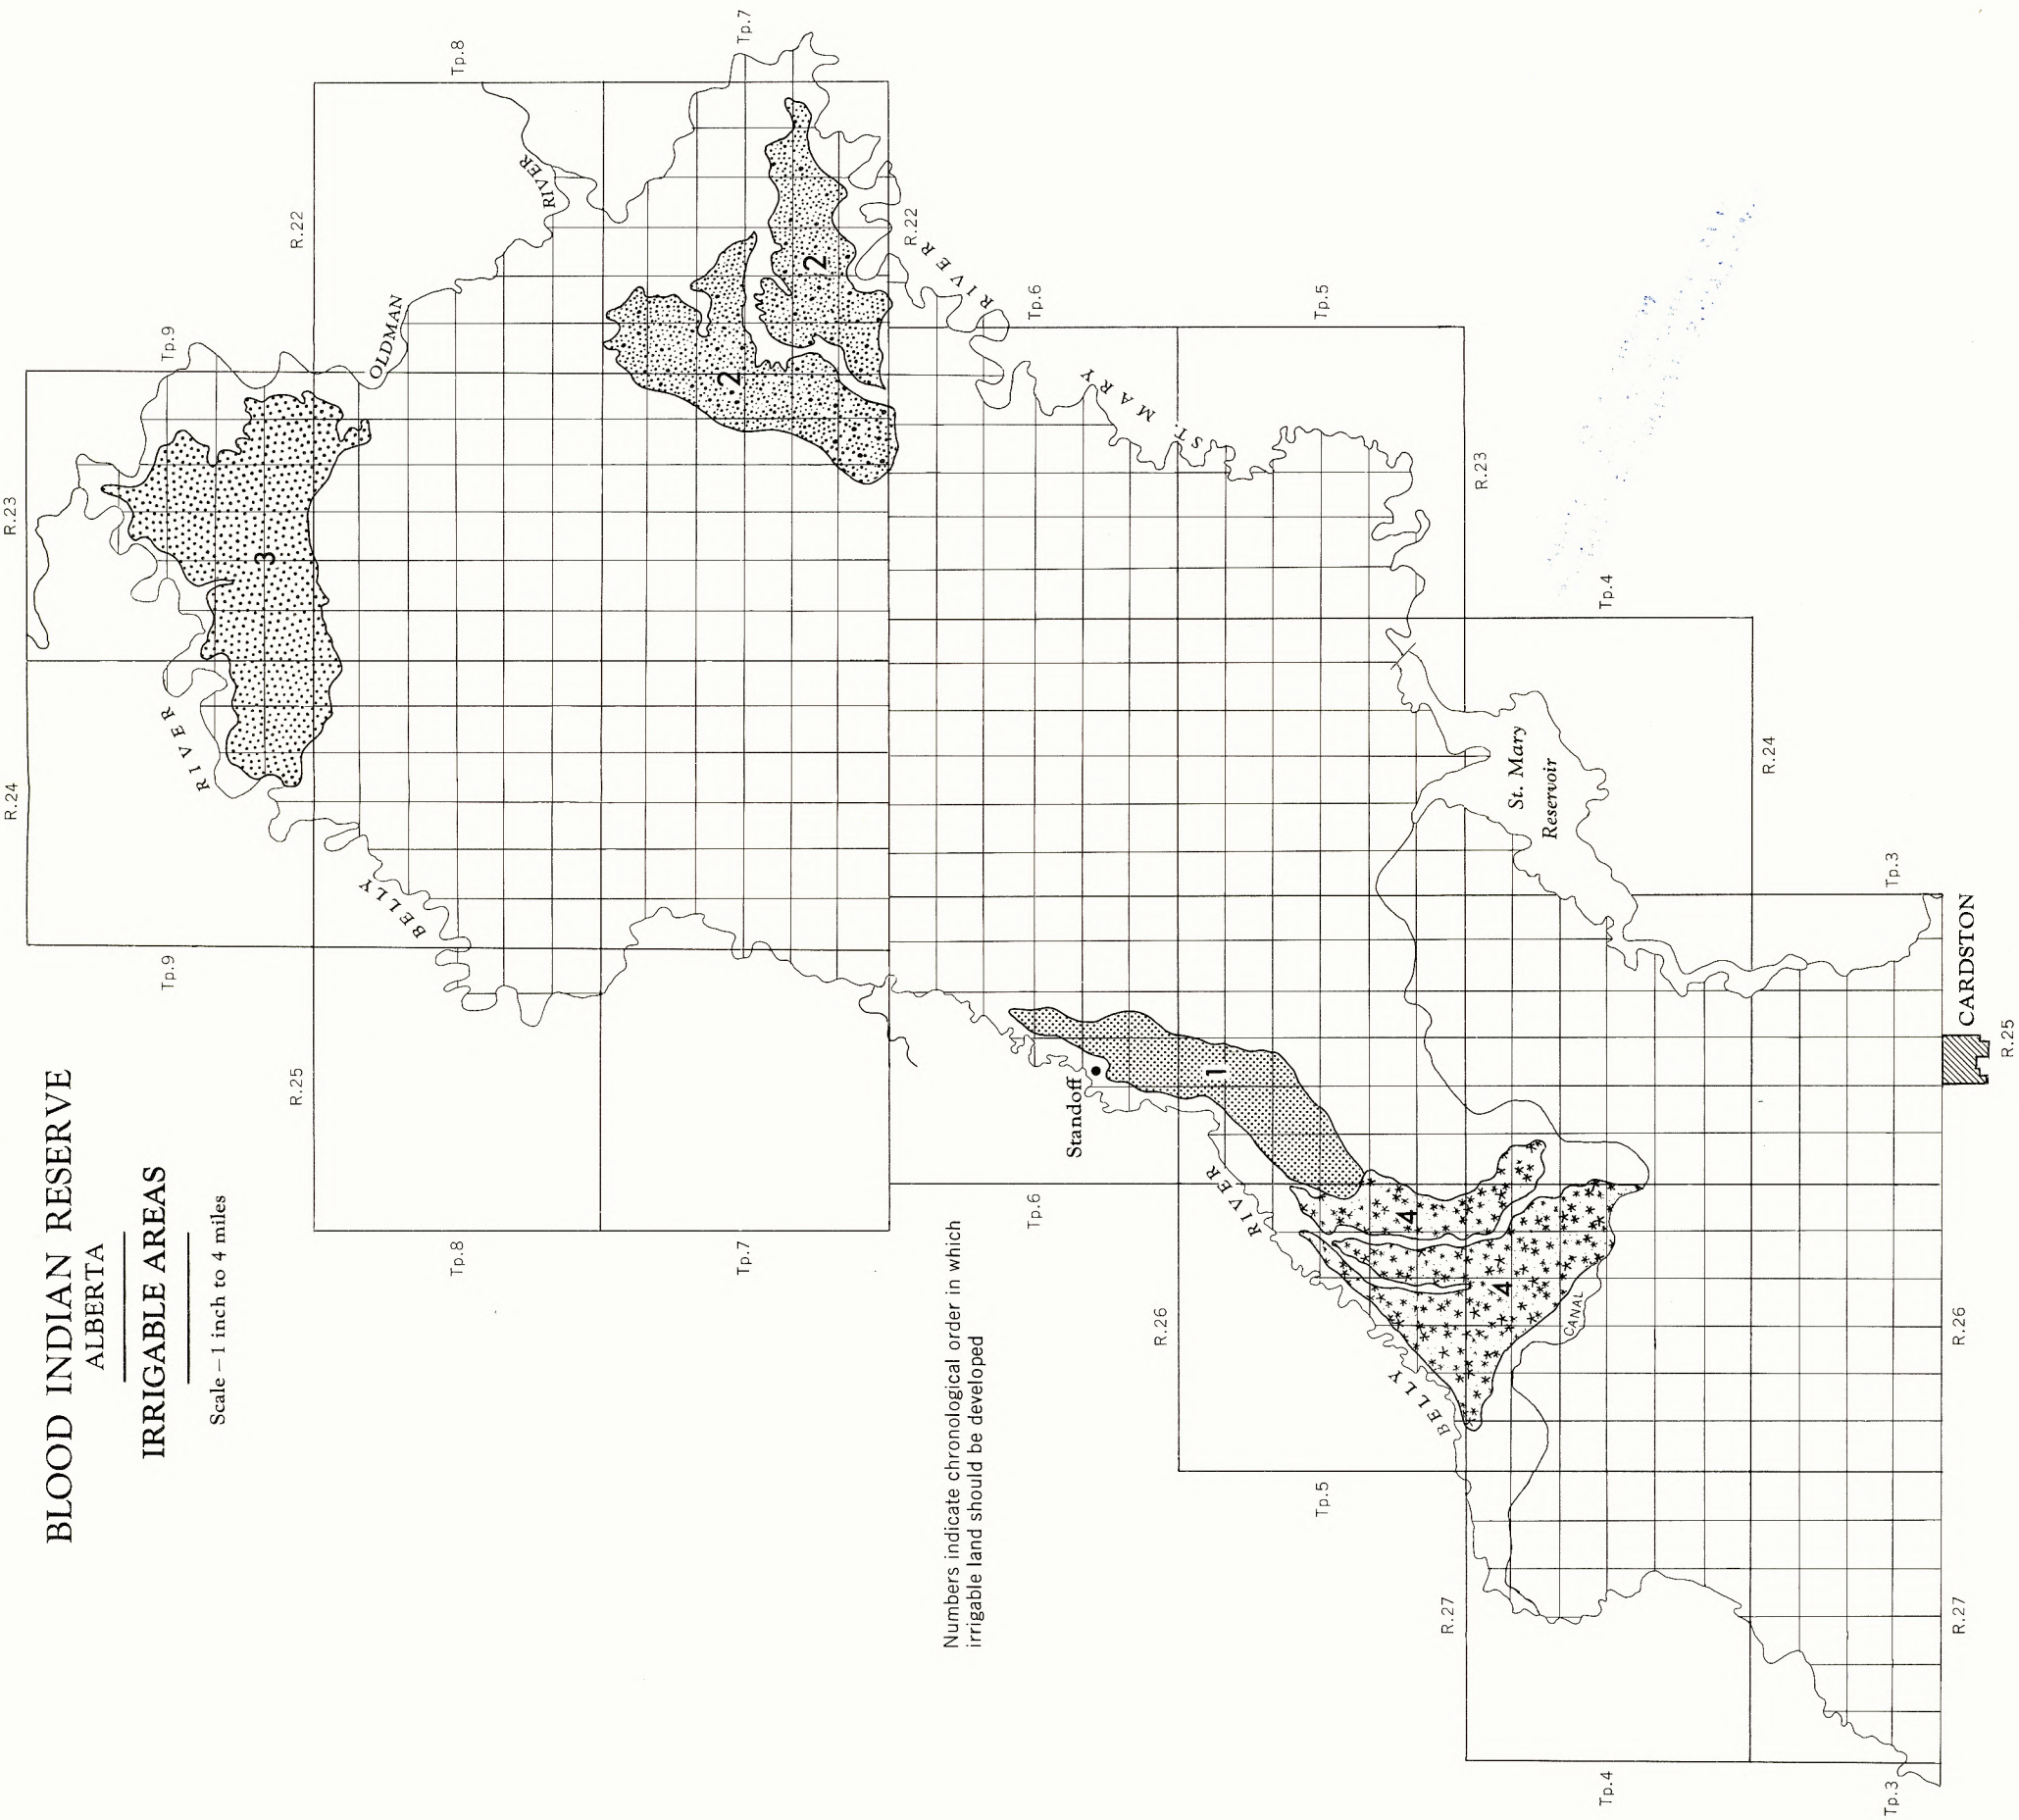 BLOOD INDIAN RESERVE
ALBERTA
IRRIGABLE AREAS
Scale – 1 inch to 4 miles
Numbers indicate chronological order in which
irrigable land should be developed
R.24
R.23
Tp.9
Tp.9
R.25
R.22
Tp.8
Tp.8
Tp.7
Tp.7
R.22
Tp.6
Tp.6
R.26
Tp.5
Tp.5
R.23
R.27
Tp.4
Tp.4
R.24
Tp.3
Tp.3
R.27
R.26
R.25
BELLY
RIVER
OLDMAN
RIVER
RIVER
ST. MARY
RIVER
BELLY
RIVER
3
2
2
1
4
4
Standoff
CANAL
St. Mary
Reservoir
CARDSTON